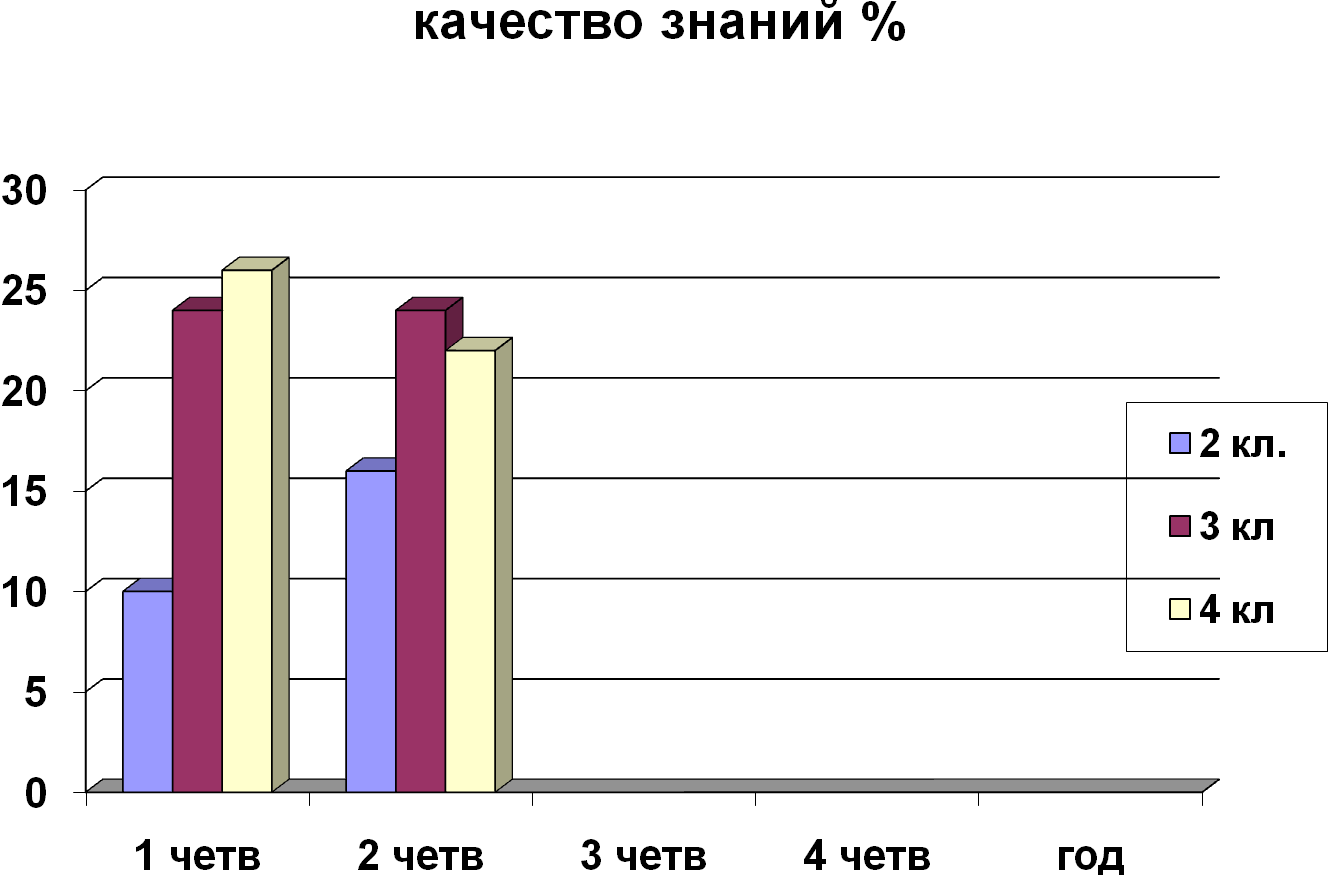 качество знаний %
30
25
20
15
10
5
0
1 четв
2 четв
3 четв
4 четв
год
2 кл.
3 кл
4 кл